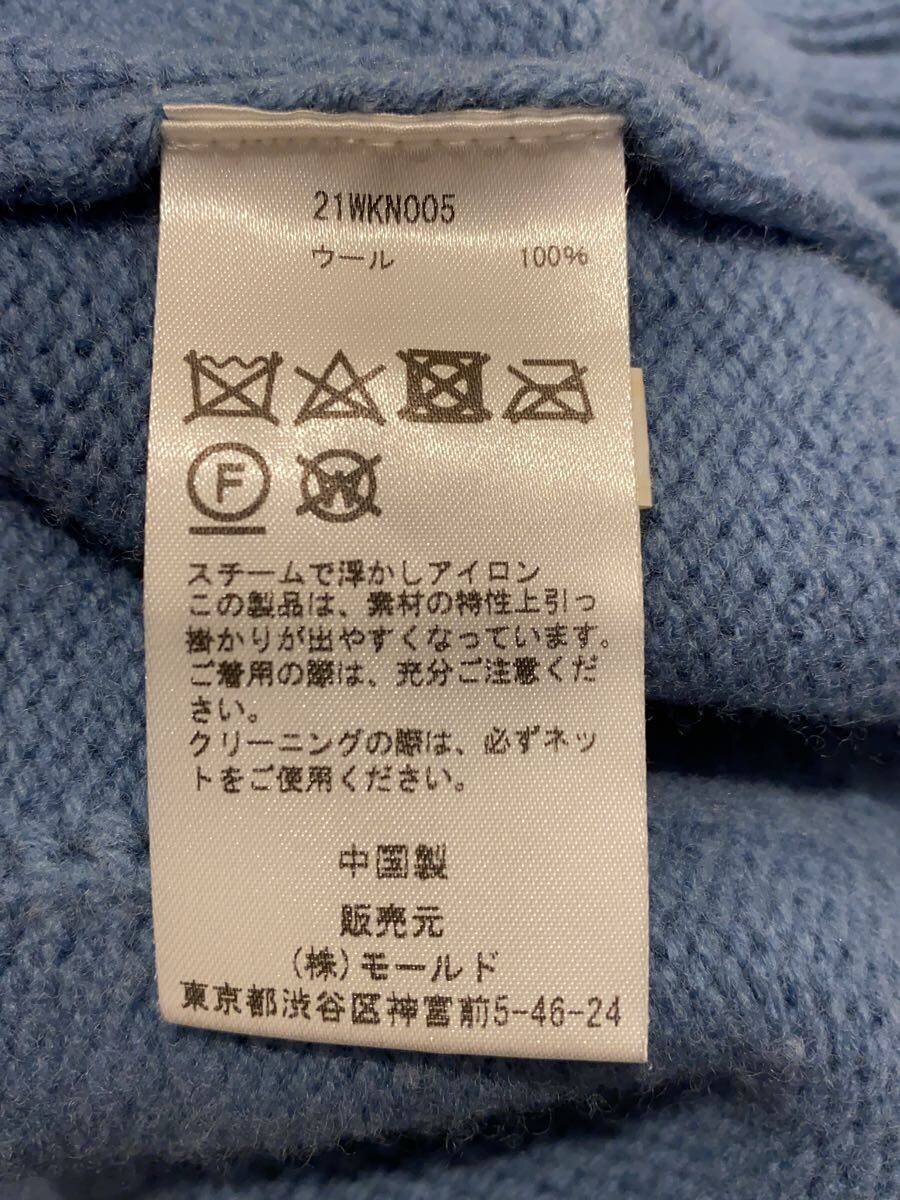 21WKN005
ウール 100%
F
W
スチームで浮かしアイロン
この製品は、素材の特性上引っ
掛かりが出やすくなっています。
ご着用の際は、充分ご注意くだ
さい。
クリーニングの際は、必ずネッ
トをご使用ください。
中国製
販売元
(株)モールド
東京都渋谷区神宮前5-46-24